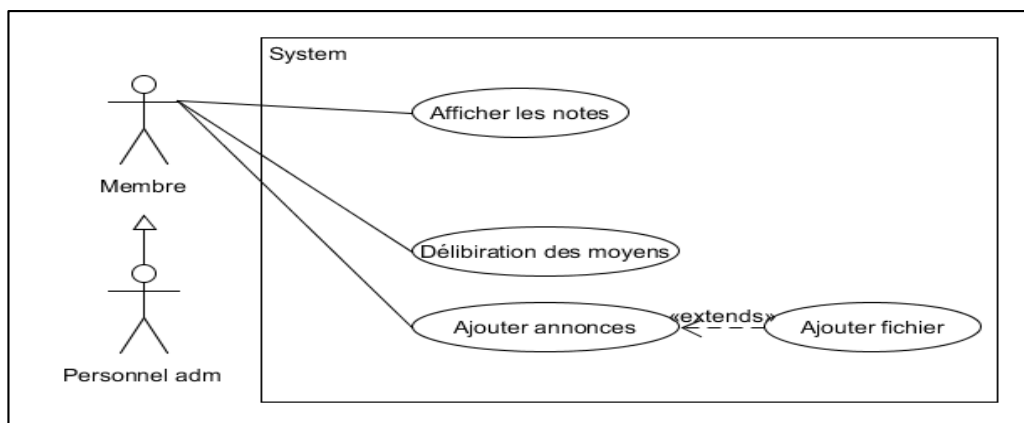 System
Afficher les notes
Membre
Délibiration des moyens
Ajouter annonces
«extends»
Ajouter fichier
Personnel adm